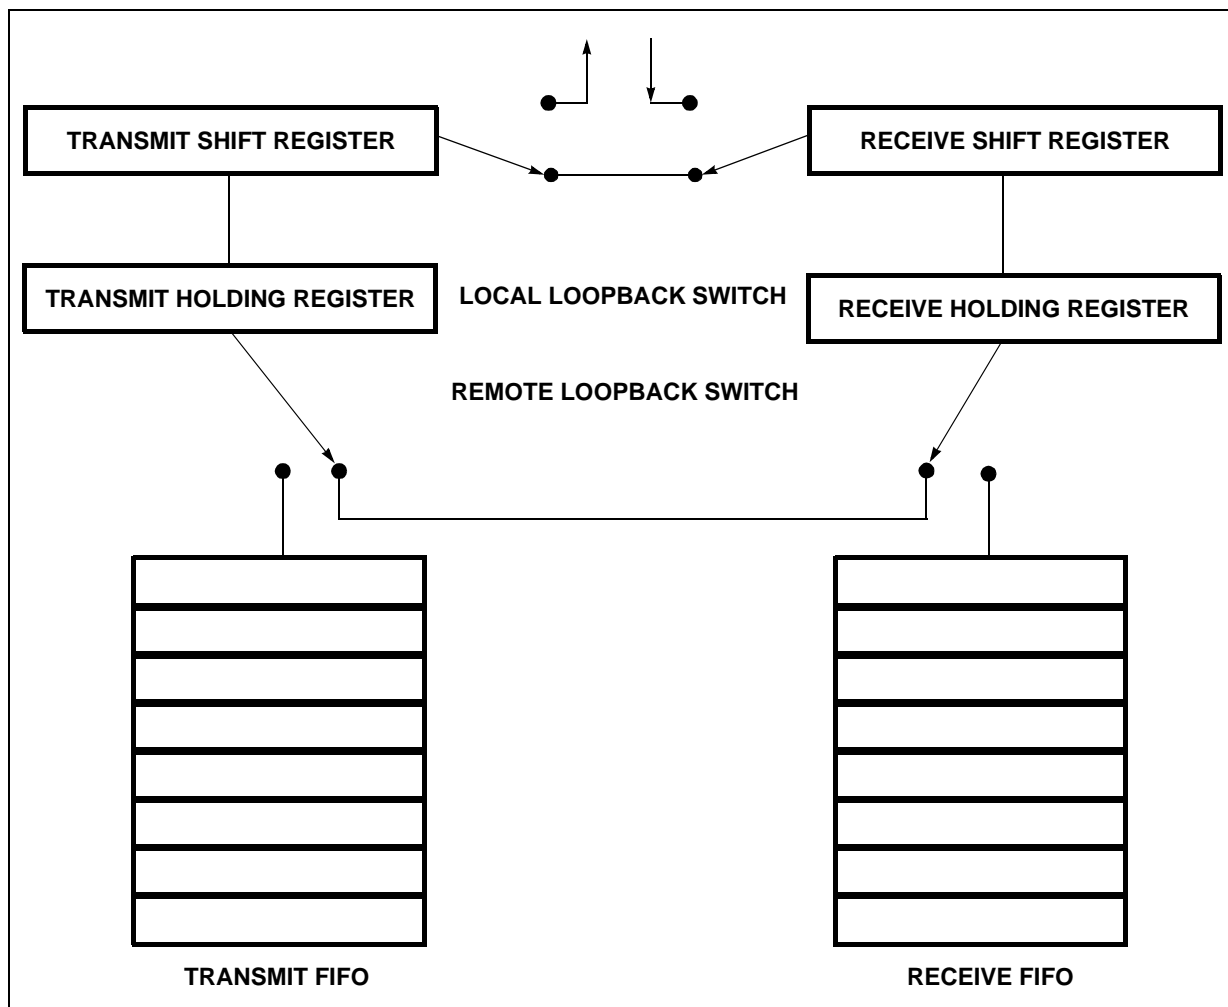 TRANSMIT SHIFT REGISTER
RECEIVE SHIFT REGISTER
TRANSMIT HOLDING REGISTER
LOCAL LOOPBACK SWITCH
RECEIVE HOLDING REGISTER
REMOTE LOOPBACK SWITCH
TRANSMIT FIFO
RECEIVE FIFO